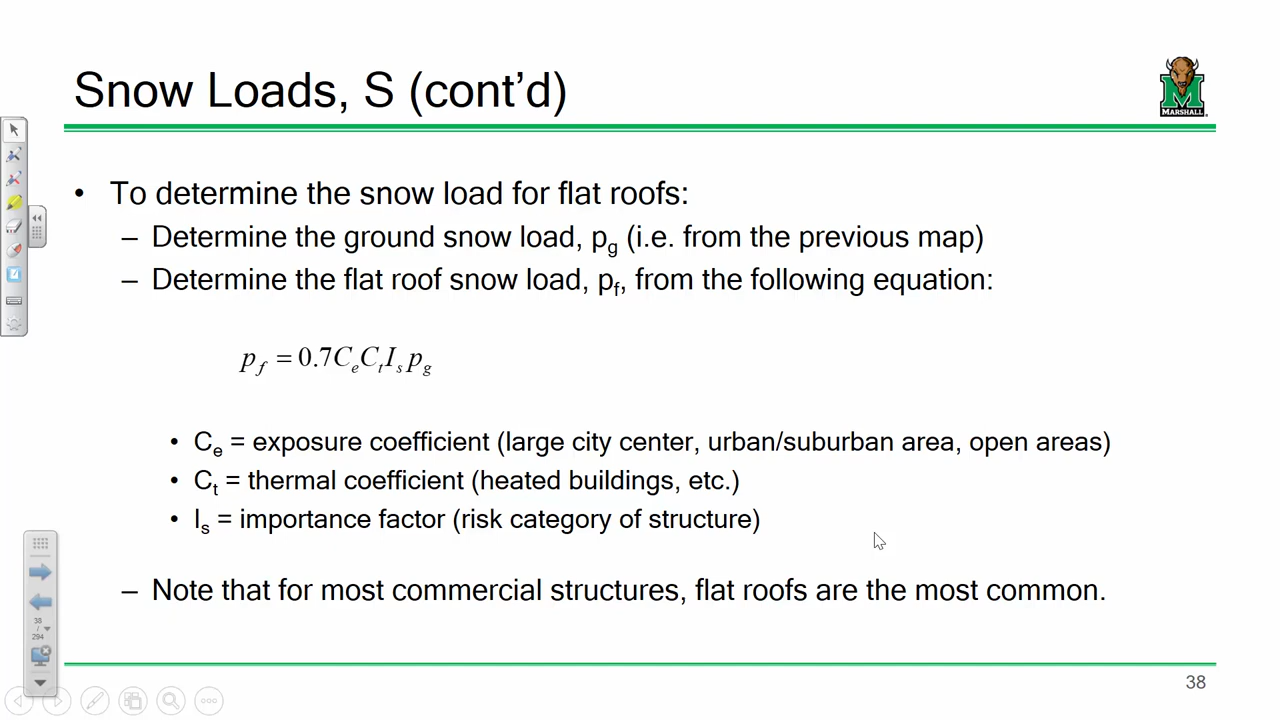 Snow Loads, S (cont’d)
MARSHALL
• To determine the snow load for flat roofs:
– Determine the ground snow load, pg (i.e. from the previous map)
– Determine the flat roof snow load, pf, from the following equation:
pf = 0.7CeCtIspg
• Ce = exposure coefficient (large city center, urban/suburban area, open areas)
• Ct = thermal coefficient (heated buildings, etc.)
• Is = importance factor (risk category of structure)
– Note that for most commercial structures, flat roofs are the most common.
38
/
294
38